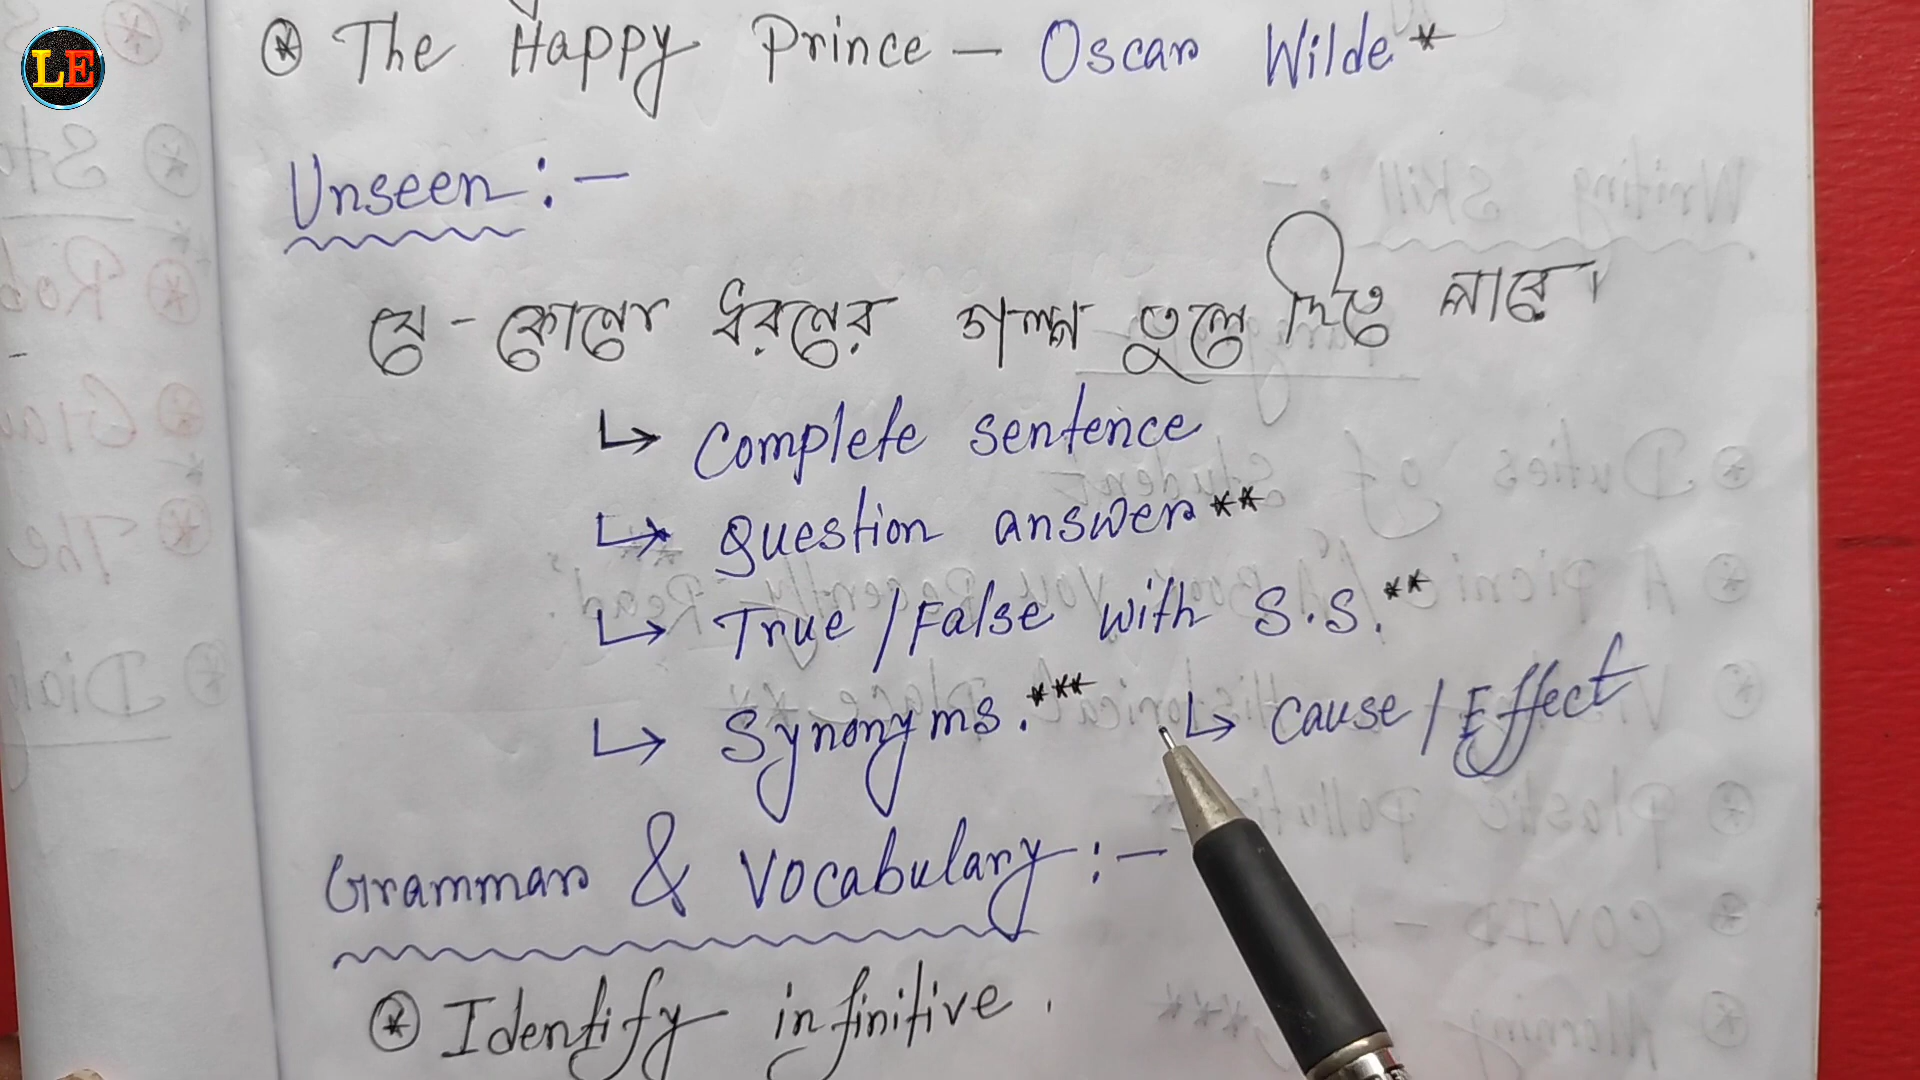 LE
⊛ The Happy Prince – Oscar Wilde *
Unseen :–
যে - কোনো ধরনের গল্প তুলে দিতে পারে।
↳ Complete sentence
↳ Question answer **
↳ True / False with S.S. **
↳ Synonyms. *** ↳ Cause / Effect
Grammar & Vocabulary :–
⊛ Identify infinitive.